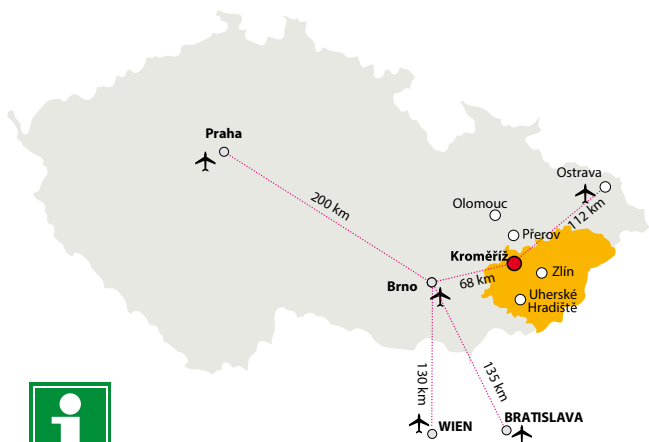 Praha
200 km
Ostrava
112 km
Olomouc
Přerov
Kroměříž
68 km
Zlín
Brno
Uherské
Hradiště
130 km
135 km
WIEN
BRATISLAVA
i